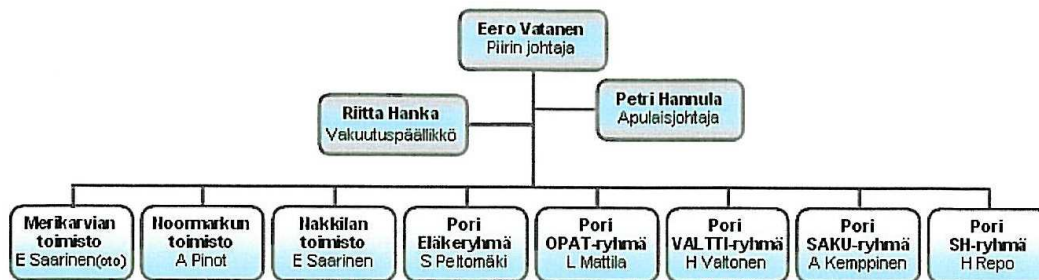 Eero Vatanen
Piirin johtaja
Riitta Hanka
Vakuutuspäällikkö
Petri Hannula
Apulaisjohtaja
Merikarvian
toimisto
E Saarinen(oto)
Noormarkun
toimisto
A Pinot
Nakkilan
toimisto
E Saarinen
Pori
Eläkeryhmä
S Peltomäki
Pori
OPAT-ryhmä
L Mattila
Pori
VALTTI-ryhmä
H Valtonen
Pori
SAKU-ryhmä
A Kemppinen
Pori
SH-ryhmä
H Repo